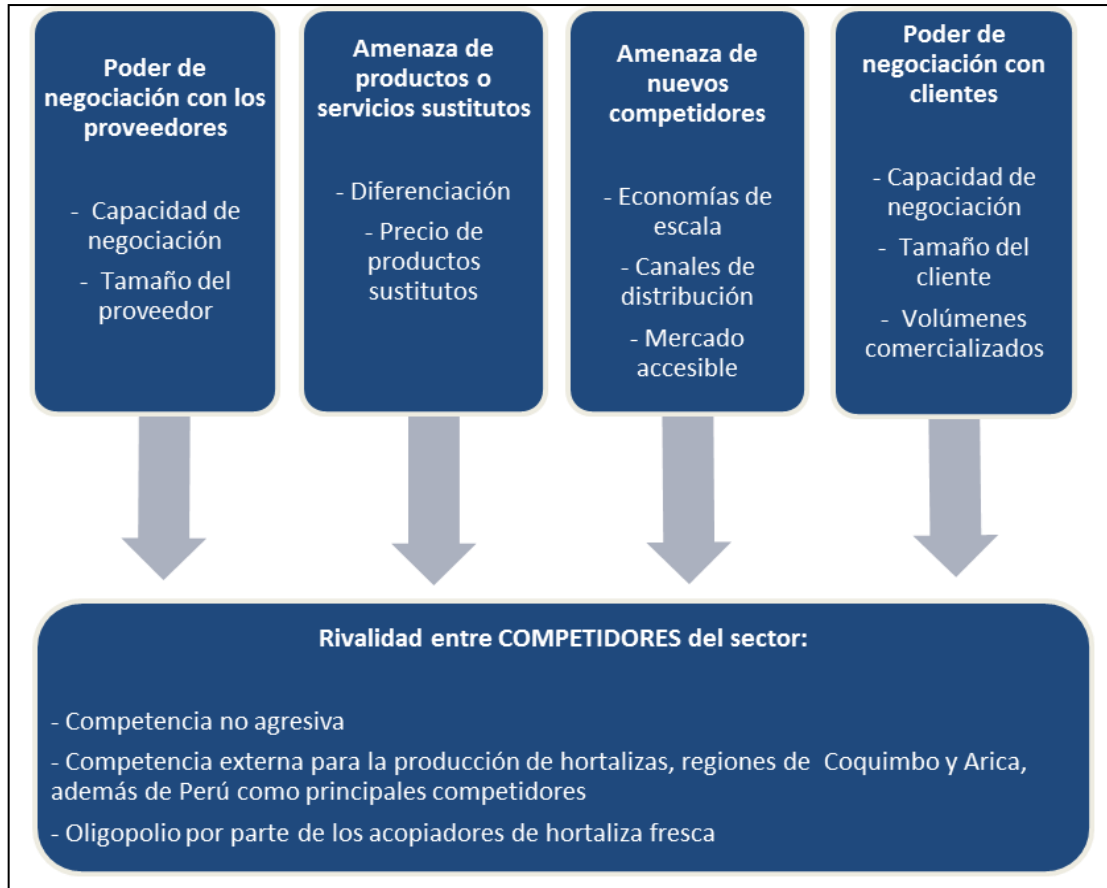 Poder de
negociación con los
proveedores
- Capacidad de
negociación
- Tamaño del
proveedor
Amenaza de
productos o
servicios sustitutos
- Diferenciación
- Precio de
productos
sustitutos
Amenaza de
nuevos
competidores
- Economías de
escala
- Canales de
distribución
- Mercado
accesible
Poder de
negociación con
clientes
- Capacidad de
negociación
- Tamaño del
cliente
- Volúmenes
comercializados
Rivalidad entre COMPETIDORES del sector:
- Competencia no agresiva
- Competencia externa para la producción de hortalizas, regiones de Coquimbo y Arica,
además de Perú como principales competidores
- Oligopolio por parte de los acopiadores de hortaliza fresca